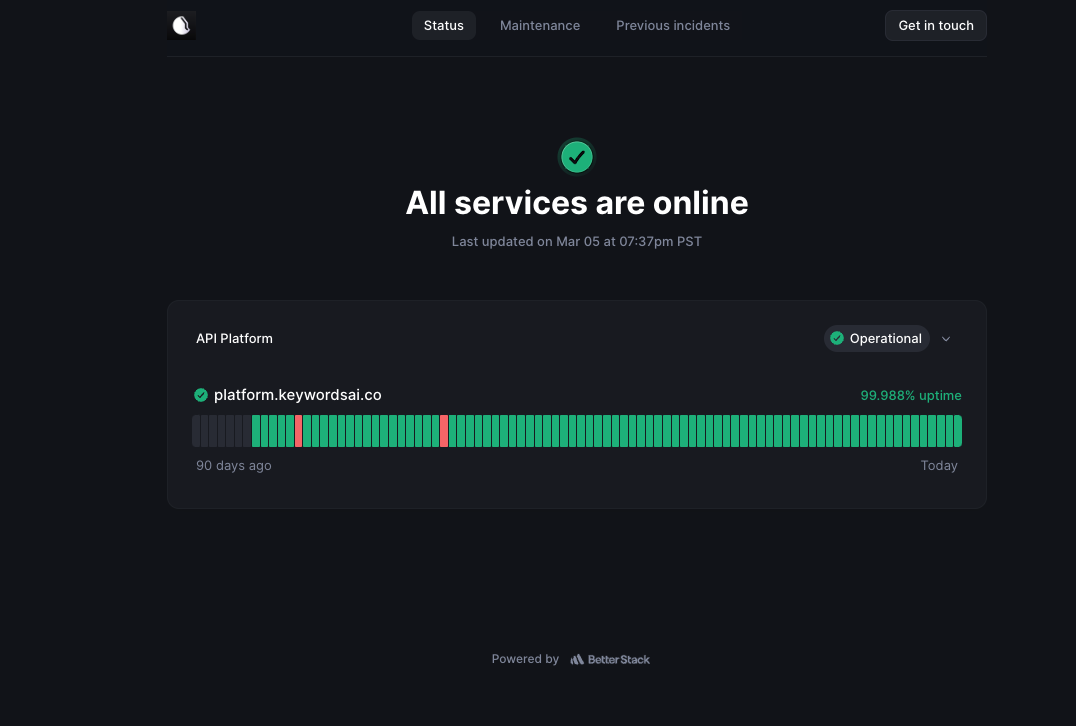 Status Maintenance Previous incidents Get in touch
All services are online
Last updated on Mar 05 at 07:37pm PST
API Platform Operational
platform.keywordsai.co 99.988% uptime
90 days ago Today
Powered by Better Stack